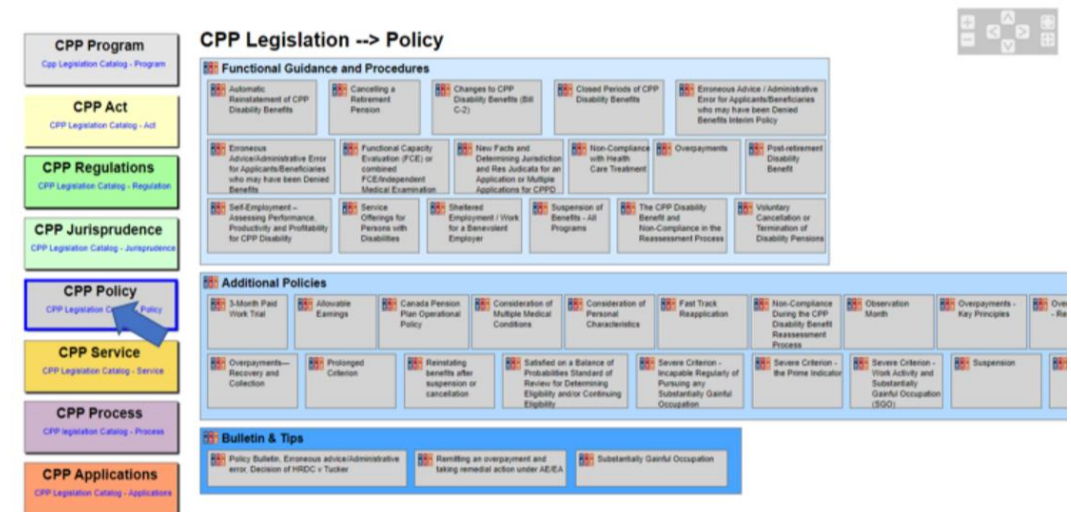 CPP Program
Cpp Legislation Catalog - Program
CPP Act
CPP Legislation Catalog - Act
CPP Regulations
CPP Legislation Catalog - Regulation
CPP Jurisprudence
CPP Legislation Catalog - Jurisprudence
CPP Policy
CPP Legislation Policy
CPP Service
CPP Legislation Catalog - Service
CPP Process
CPP legislation Catalog - Process
CPP Applications
CPP Legislation Catalog - Applications
CPP Legislation --> Policy
Functional Guidance and Procedures
Automatic
Reinstatement of CPP
Disability Benefits
Cancelling a
Retirement
Pension
Changes to CPP
Disability Benefits (Bill
C-2)
Closed Periods of CPP
Disability Benefits
Erroneous Advice / Administrative
Error for Applicants/Beneficiaries
who may have been Denied
Benefits Interim Policy
Erroneous
Advice/Administrative Error
for Applicants/Beneficiaries
who may have been Denied
Benefits
Functional Capacity
Evaluation (FCE) or
combined
FCE/Independent
Medical Examination
New Facts and
Determining Jurisdiction
and Res Judicata for an
Application or Multiple
Applications for CPPD
Non-Compliance
with Health
Care Treatment
Overpayments
Post-retirement
Disability
Benefit
Self-Employment –
Assessing Performance,
Productivity and Profitability
for CPP Disability
Service
Offerings for
Persons with
Disabilities
Sheltered
Employment / Work
for a Benevolent
Employer
Suspension of
Benefits - All
Programs
The CPP Disability
Benefit and
Non-Compliance in the
Reassessment Process
Voluntary
Cancellation or
Termination of
Disability Pensions
Additional Policies
3-Month Paid
Work Trial
Allowable
Earnings
Canada Pension
Plan Operational
Policy
Consideration of
Multiple Medical
Conditions
Consideration of
Personal
Characteristics
Fast Track
Reapplication
Non-Compliance
During the CPP
Disability Benefit
Reassessment
Process
Observation
Month
Overpayments -
Key Principles
Overpayments—
Recovery and
Collection
Prolonged
Criterion
Reinstating
benefits after
suspension or
cancellation
Satisfied on a Balance of
Probabilities Standard of
Review for Determining
Eligibility and/or Continuing
Eligibility
Severe Criterion -
Incapable Regularly of
Pursuing any
Substantially Gainful
Occupation
Severe Criterion -
the Prime Indicator
Severe Criterion -
Work Activity and
Substantially
Gainful Occupation
(SGO)
Suspension
Bulletin & Tips
Policy Bulletin, Erroneous advice/Administrative
error, Decision of HRDC v Tucker
Remitting an overpayment and
taking remedial action under AE/EA
Substantially Gainful Occupation